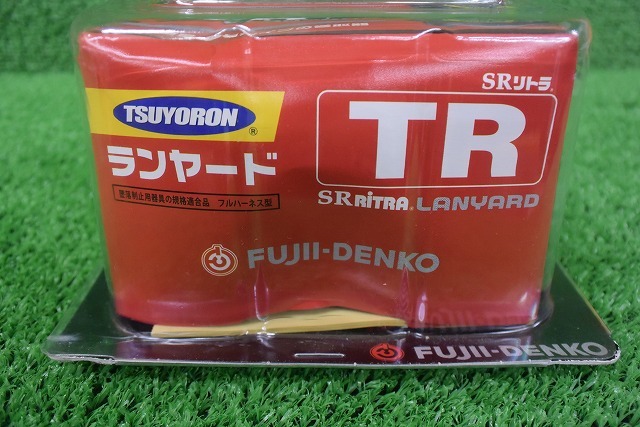 TSUYORON
®
ランヤード
墜落制止用器具の規格適合品 フルハーネス型
SRリトラ
TR
SR RiTRA LANYARD
FUJII-DENKO
FUJII-DENKO